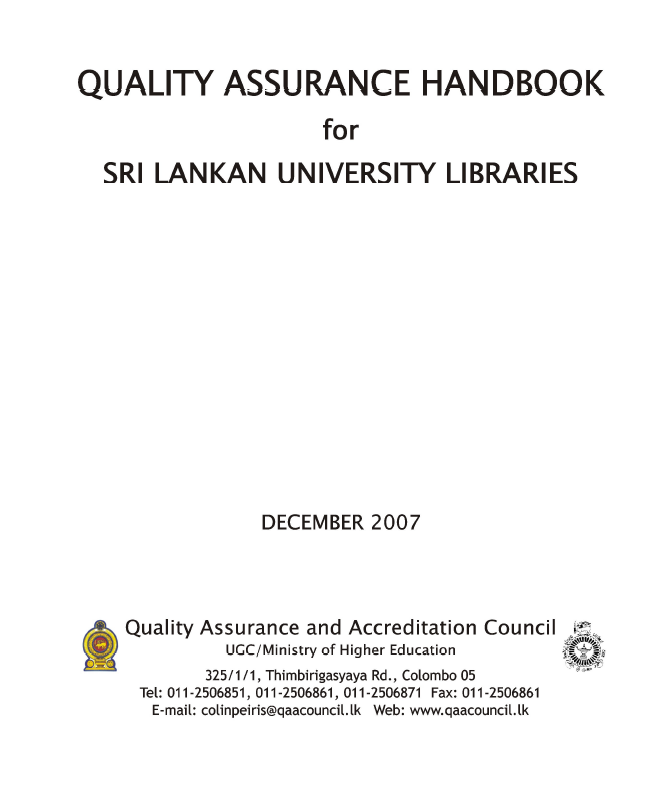 QUALITY ASSURANCE HANDBOOK
for
SRI LANKAN UNIVERSITY LIBRARIES
DECEMBER 2007
Quality Assurance and Accreditation Council
UGC/Ministry of Higher Education
325/1/1, Thimbirigasyaya Rd., Colombo 05
Tel: 011-2506851, 011-2506861, 011-2506871 Fax: 011-2506861
E-mail: colinpeiris@qaacouncil.lk Web: www.qaacouncil.lk